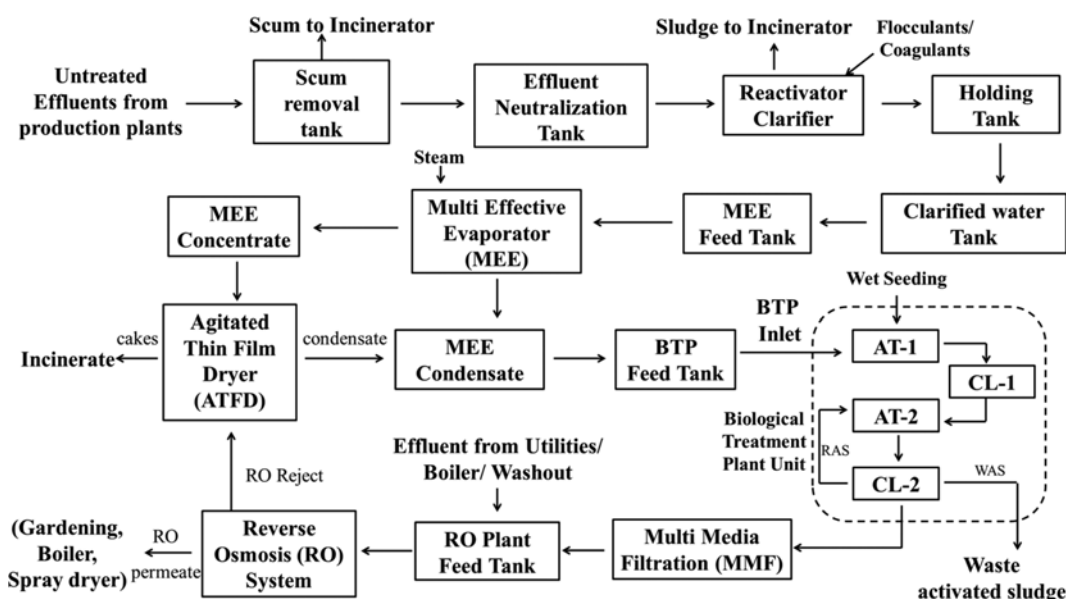 Scum to Incinerator
Sludge to Incinerator
Flocculants/
Coagulants
Untreated
Effluents from
production plants
Scum
removal
tank
Effluent
Neutralization
Tank
Reactivator
Clarifier
Holding
Tank
Steam
MEE
Concentrate
Multi Effective
Evaporator
(MEE)
MEE
Feed Tank
Clarified water
Tank
Wet Seeding
BTP
Inlet
Incinerate
cakes
Agitated
Thin Film
Dryer
(ATFD)
condensate
MEE
Condensate
BTP
Feed Tank
AT-1
CL-1
AT-2
Biological
Treatment
Plant Unit
RAS
CL-2
WAS
Effluent from Utilities/
Boiler/ Washout
RO Reject
(Gardening,
Boiler,
Spray dryer)
RO
permeate
Reverse
Osmosis (RO)
System
RO Plant
Feed Tank
Multi Media
Filtration (MMF)
Waste
activated sludge